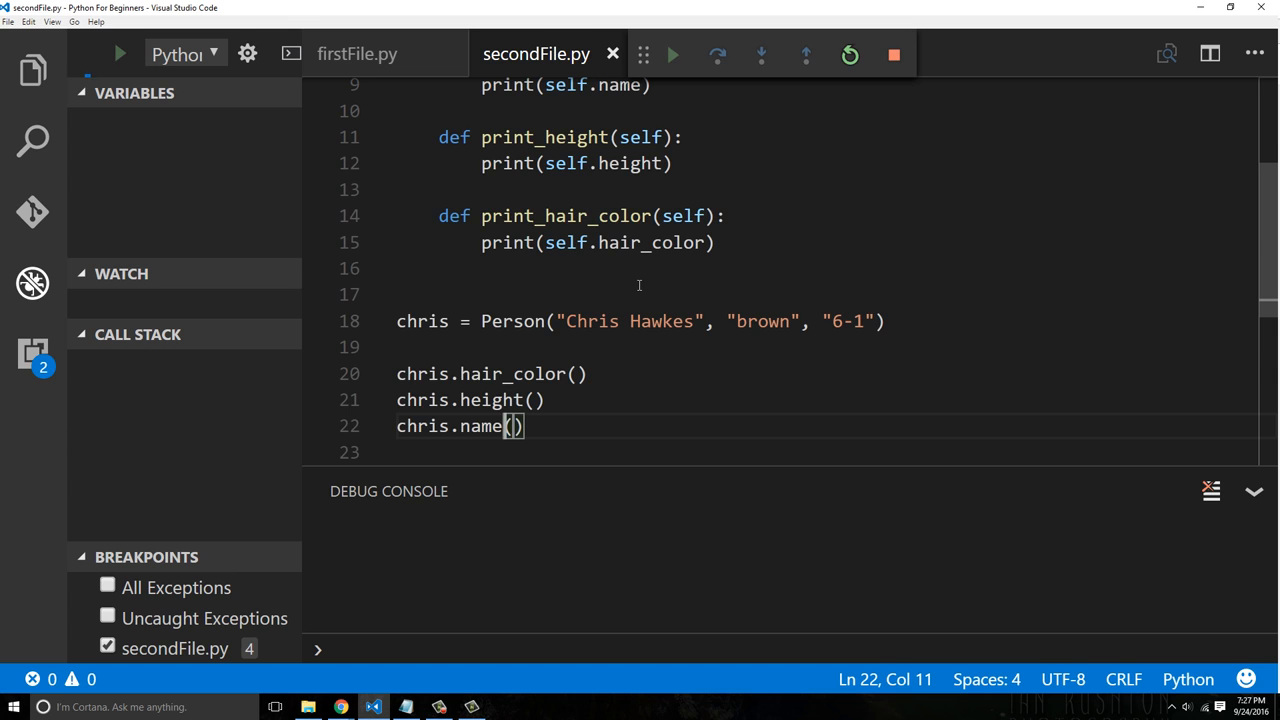 secondFile.py - Python For Beginners - Visual Studio Code
File Edit View Go Help
Python
firstFile.py
secondFile.py
VARIABLES
WATCH
CALL STACK
2
BREAKPOINTS
All Exceptions
Uncaught Exceptions
secondFile.py 4
9 print(self.name)
10
11 def print_height(self):
12 print(self.height)
13
14 def print_hair_color(self):
15 print(self.hair_color)
16
17
18 chris = Person("Chris Hawkes", "brown", "6-1")
19
20 chris.hair_color()
21 chris.height()
22 chris.name()
23
DEBUG CONSOLE
0 0 Ln 22, Col 11 Spaces: 4 UTF-8 CRLF Python
I'm Cortana. Ask me anything.
IAN RUSHTON
7:27 PM
9/24/2016